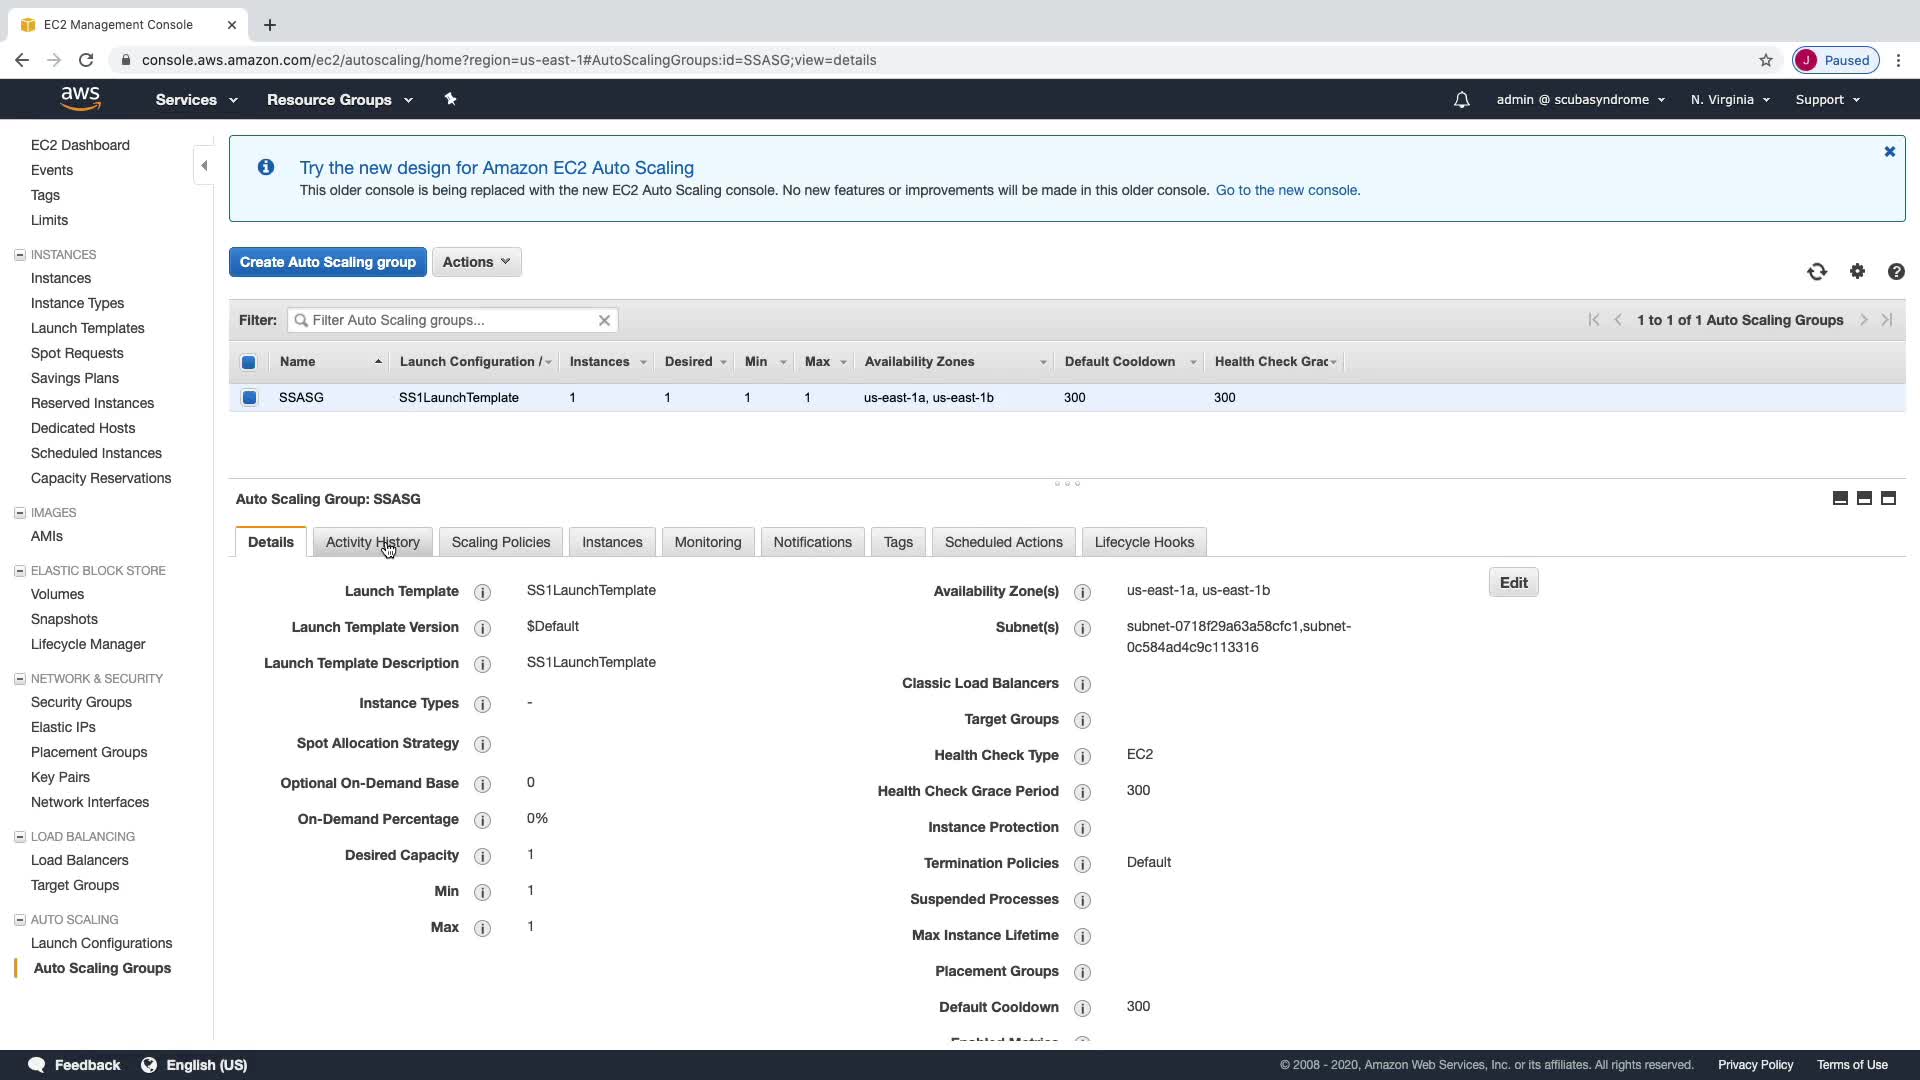 EC2 Management Console
console.aws.amazon.com/ec2/autoscaling/home?region=us-east-1#AutoScalingGroups:id=SSASG;view=details
J Paused
aws Services Resource Groups admin @ scubasyndrome N. Virginia Support
EC2 Dashboard
Events
Tags
Limits
INSTANCES
Instances
Instance Types
Launch Templates
Spot Requests
Savings Plans
Reserved Instances
Dedicated Hosts
Scheduled Instances
Capacity Reservations
IMAGES
AMIs
ELASTIC BLOCK STORE
Volumes
Snapshots
Lifecycle Manager
NETWORK & SECURITY
Security Groups
Elastic IPs
Placement Groups
Key Pairs
Network Interfaces
LOAD BALANCING
Load Balancers
Target Groups
AUTO SCALING
Launch Configurations
Auto Scaling Groups
Try the new design for Amazon EC2 Auto Scaling
This older console is being replaced with the new EC2 Auto Scaling console. No new features or improvements will be made in this older console. Go to the new console.
Create Auto Scaling group Actions
Filter: Filter Auto Scaling groups... 1 to 1 of 1 Auto Scaling Groups
Name Launch Configuration / Instances Desired Min Max Availability Zones Default Cooldown Health Check Grac
SSASG SS1LaunchTemplate 1 1 1 1 us-east-1a, us-east-1b 300 300
Auto Scaling Group: SSASG
Details Activity History Scaling Policies Instances Monitoring Notifications Tags Scheduled Actions Lifecycle Hooks
Edit
Launch Template SS1LaunchTemplate
Launch Template Version $Default
Launch Template Description SS1LaunchTemplate
Instance Types -
Spot Allocation Strategy
Optional On-Demand Base 0
On-Demand Percentage 0%
Desired Capacity 1
Min 1
Max 1
Availability Zone(s) us-east-1a, us-east-1b
Subnet(s) subnet-0718f29a63a58cfc1,subnet-
0c584ad4c9c113316
Classic Load Balancers
Target Groups
Health Check Type EC2
Health Check Grace Period 300
Instance Protection
Termination Policies Default
Suspended Processes
Max Instance Lifetime
Placement Groups
Default Cooldown 300
Feedback English (US) © 2008 - 2020, Amazon Web Services, Inc. or its affiliates. All rights reserved. Privacy Policy Terms of Use